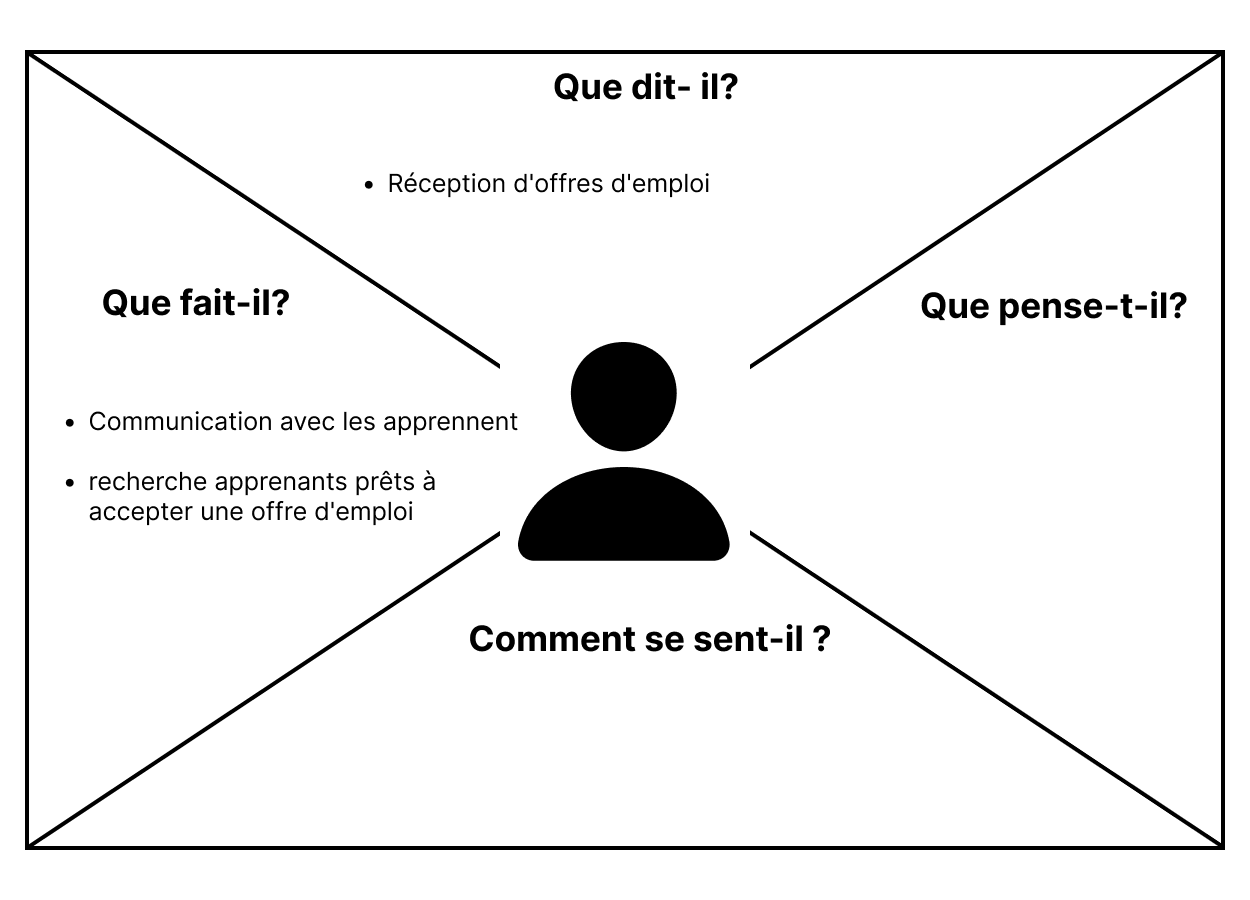 Que dit- il?
• Réception d'offres d'emploi
Que fait-il?
• Communication avec les apprennent
• recherche apprenants prêts à
accepter une offre d'emploi
Que pense-t-il?
Comment se sent-il ?